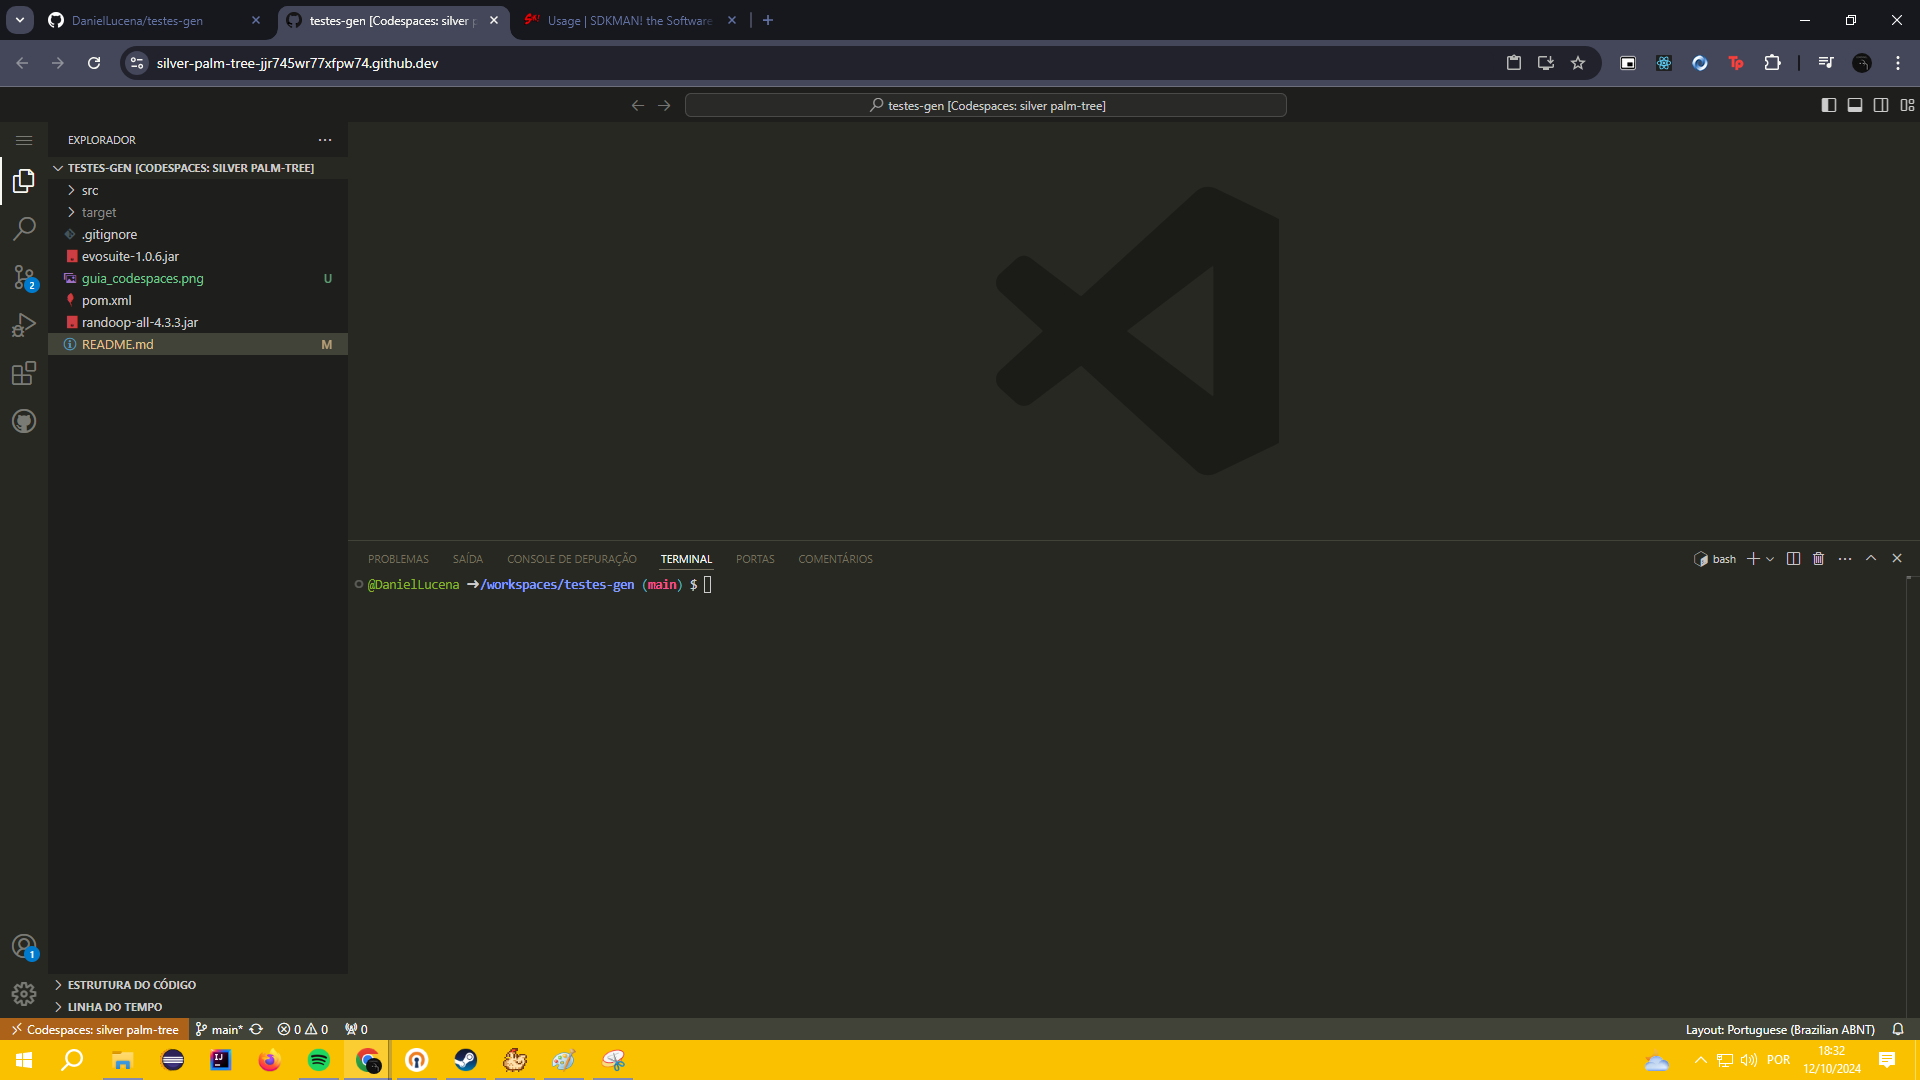 DanielLucena/testes-gen
testes-gen [Codespaces: silver p
Usage | SDKMAN! the Software
silver-palm-tree-jjr745wr77xfpw74.github.dev
Tp
testes-gen [Codespaces: silver palm-tree]
EXPLORADOR
TESTES-GEN [CODESPACES: SILVER PALM-TREE]
src
target
.gitignore
evosuite-1.0.6.jar
guia_codespaces.png U
pom.xml
randoop-all-4.3.3.jar
README.md M
2
PROBLEMAS SAÍDA CONSOLE DE DEPURAÇÃO TERMINAL PORTAS COMENTÁRIOS
bash
@DanielLucena ➜/workspaces/testes-gen (main) $
1
ESTRUTURA DO CÓDIGO
LINHA DO TEMPO
Codespaces: silver palm-tree main* 0 0 0
Layout: Portuguese (Brazilian ABNT)
IJ
POR
18:32
12/10/2024